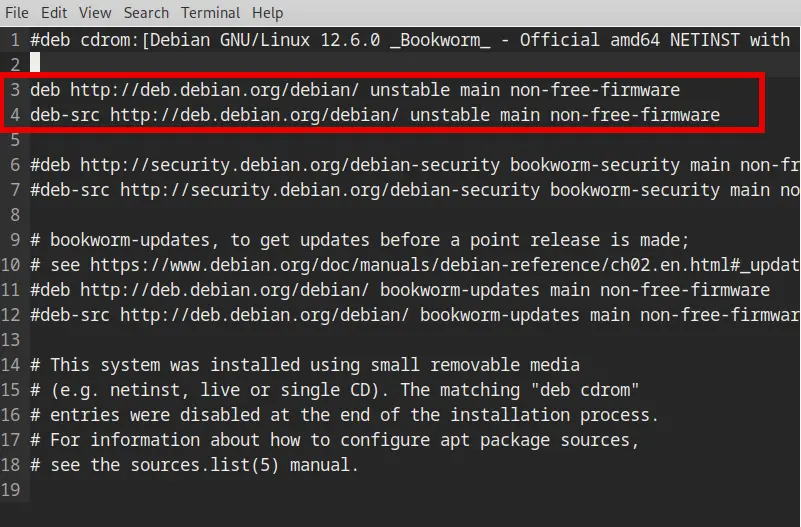 File Edit View Search Terminal Help
1 #deb cdrom:[Debian GNU/Linux 12.6.0 _Bookworm_ - Official amd64 NETINST with
2
3 deb http://deb.debian.org/debian/ unstable main non-free-firmware
4 deb-src http://deb.debian.org/debian/ unstable main non-free-firmware
5
6 #deb http://security.debian.org/debian-security bookworm-security main non-fr
7 #deb-src http://security.debian.org/debian-security bookworm-security main no
8
9 # bookworm-updates, to get updates before a point release is made;
10 # see https://www.debian.org/doc/manuals/debian-reference/ch02.en.html#_updat
11 #deb http://deb.debian.org/debian/ bookworm-updates main non-free-firmware
12 #deb-src http://deb.debian.org/debian/ bookworm-updates main non-free-firmwar
13
14 # This system was installed using small removable media
15 # (e.g. netinst, live or single CD). The matching "deb cdrom"
16 # entries were disabled at the end of the installation process.
17 # For information about how to configure apt package sources,
18 # see the sources.list(5) manual.
19